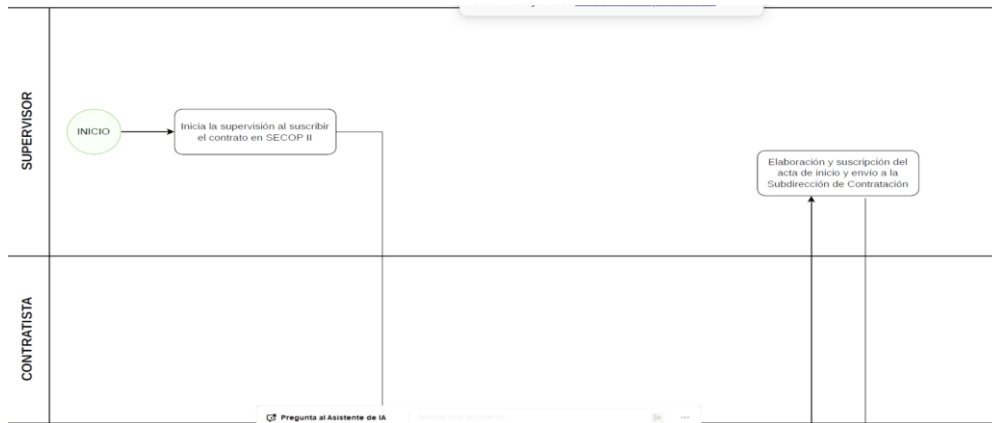 SUPERVISOR
INICIO
Inicia la supervisión al suscribir
el contrato en SECOP II
Elaboración y suscripción del
acta de inicio y envío a la
Subdirección de Contratación
CONTRATISTA
Pregunta al Asistente de IA